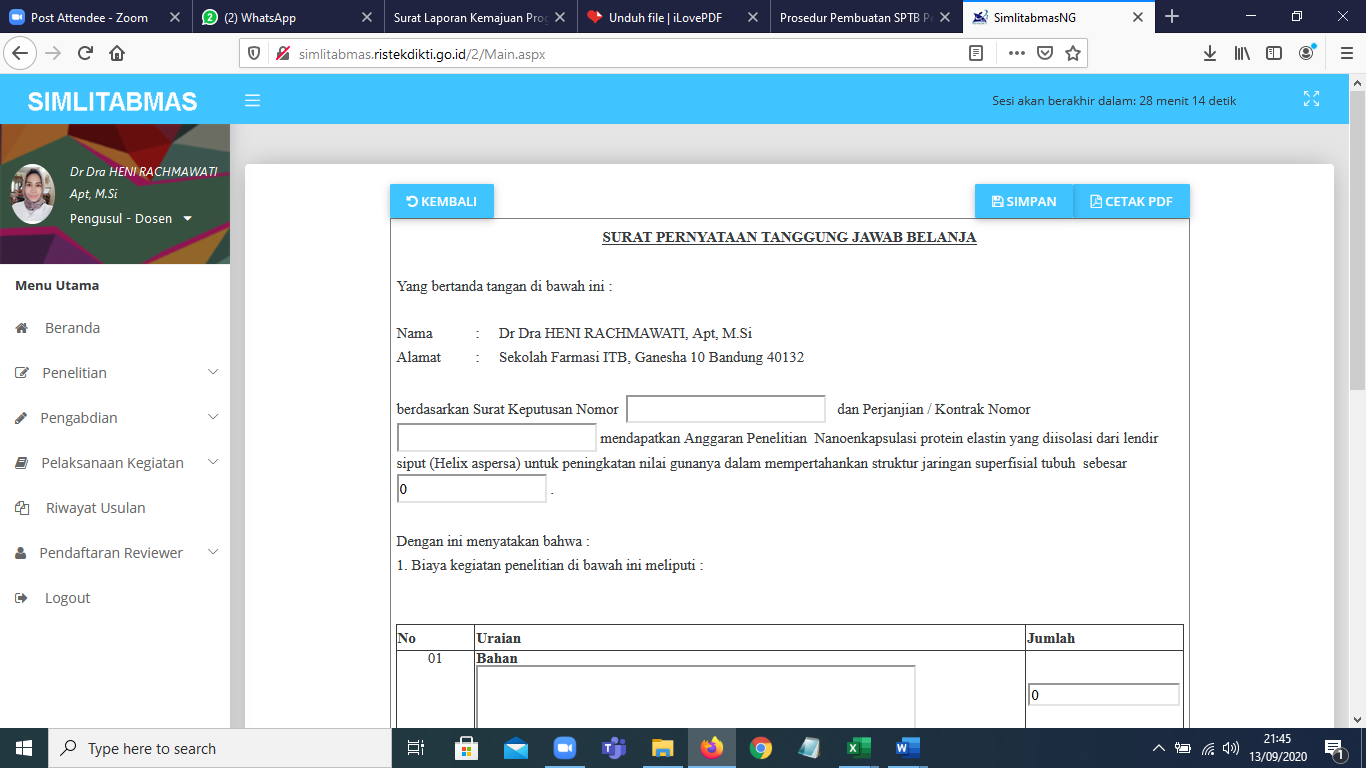 Post Attendee - Zoom
(2) WhatsApp
Surat Laporan Kemajuan Prog
Unduh file | iLovePDF
Prosedur Pembuatan SPTB Pe
SimlitabmasNG
simlitabmas.ristekdikti.go.id/2/Main.aspx
SIMLITABMAS
Sesi akan berakhir dalam: 28 menit 14 detik
Dr Dra HENI RACHMAWATI
Apt, M.Si
Pengusul - Dosen
Menu Utama
Beranda
Penelitian
Pengabdian
Pelaksanaan Kegiatan
Riwayat Usulan
Pendaftaran Reviewer
Logout
KEMBALI
SIMPAN
CETAK PDF
SURAT PERNYATAAN TANGGUNG JAWAB BELANJA
Yang bertanda tangan di bawah ini :
Nama : Dr Dra HENI RACHMAWATI, Apt, M.Si
Alamat : Sekolah Farmasi ITB, Ganesha 10 Bandung 40132
berdasarkan Surat Keputusan Nomor dan Perjanjian / Kontrak Nomor
mendapatkan Anggaran Penelitian Nanoenkapsulasi protein elastin yang diisolasi dari lendir
siput (Helix aspersa) untuk peningkatan nilai gunanya dalam mempertahankan struktur jaringan superfisial tubuh sebesar
0 .
Dengan ini menyatakan bahwa :
1. Biaya kegiatan penelitian di bawah ini meliputi :
No Uraian Jumlah
01 Bahan
0
Type here to search
21:45
13/09/2020
1